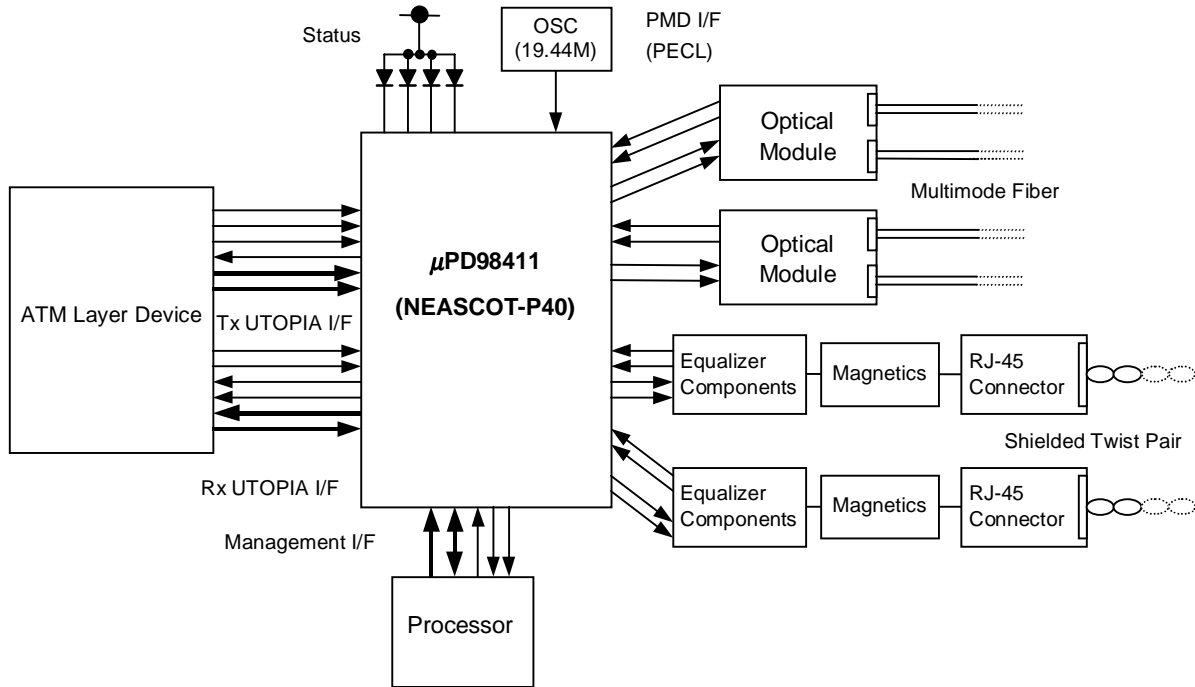 Status
OSC
(19.44M)
PMD I/F
(PECL)
Optical
Module
Multimode Fiber
Optical
Module
ATM Layer Device
Tx UTOPIA I/F
μPD98411
(NEASCOT-P40)
Equalizer
Components
Magnetics
RJ-45
Connector
Shielded Twist Pair
Rx UTOPIA I/F
Equalizer
Components
Magnetics
RJ-45
Connector
Management I/F
Processor